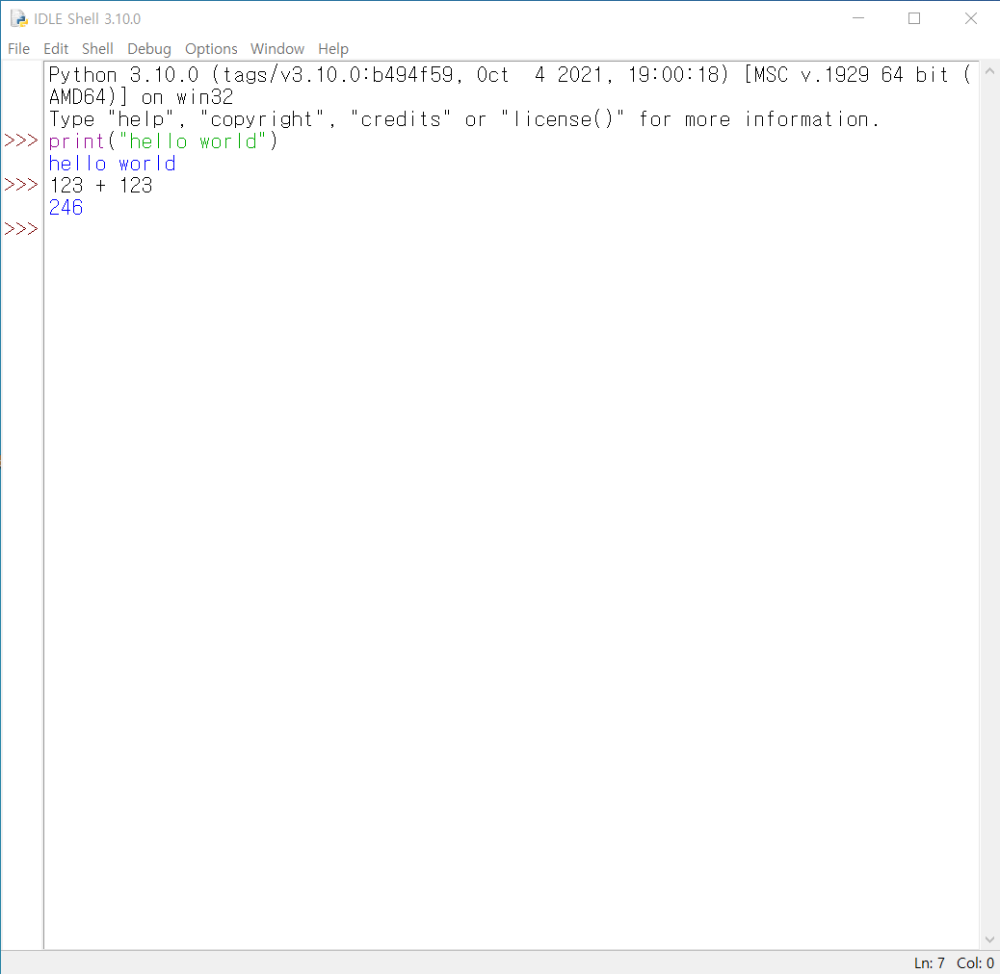 IDLE Shell 3.10.0
File Edit Shell Debug Options Window Help
Python 3.10.0 (tags/v3.10.0:b494f59, Oct  4 2021, 19:00:18) [MSC v.1929 64 bit (
AMD64)] on win32
Type "help", "copyright", "credits" or "license()" for more information.
>>> print("hello world")
hello world
>>> 123 + 123
246
>>>
Ln: 7 Col: 0